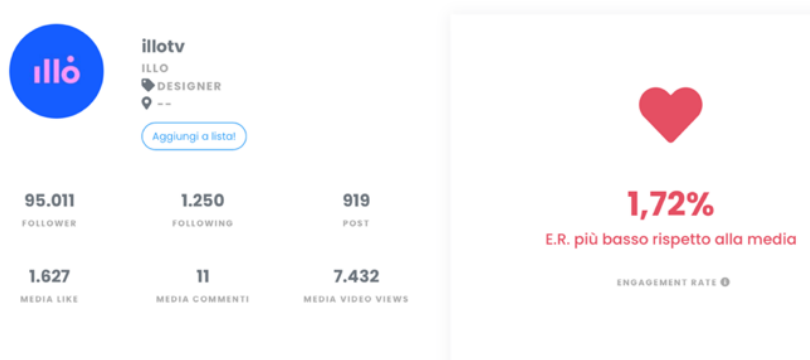 illo
illotv
ILLO
DESIGNER
--
Aggiungi a lista!
95.011
FOLLOWER
1.250
FOLLOWING
919
POST
1.627
MEDIA LIKE
11
MEDIA COMMENTI
7.432
MEDIA VIDEO VIEWS
1,72%
E.R. più basso rispetto alla media
ENGAGEMENT RATE